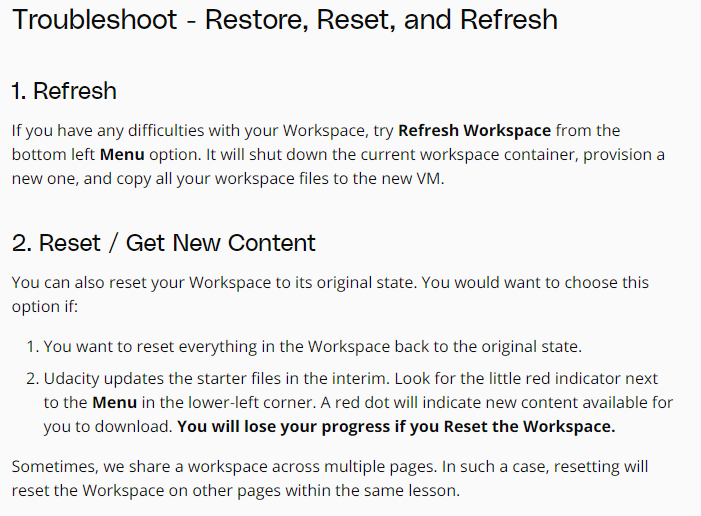 Troubleshoot - Restore, Reset, and Refresh
1. Refresh
If you have any difficulties with your Workspace, try Refresh Workspace from the
bottom left Menu option. It will shut down the current workspace container, provision a
new one, and copy all your workspace files to the new VM.
2. Reset / Get New Content
You can also reset your Workspace to its original state. You would want to choose this
option if:
1. You want to reset everything in the Workspace back to the original state.
2. Udacity updates the starter files in the interim. Look for the little red indicator next
to the Menu in the lower-left corner. A red dot will indicate new content available for
you to download. You will lose your progress if you Reset the Workspace.
Sometimes, we share a workspace across multiple pages. In such a case, resetting will
reset the Workspace on other pages within the same lesson.